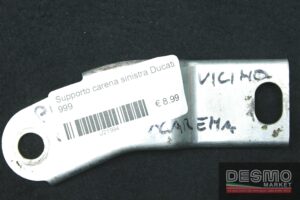 Supporto carena sinistra Ducati
999
€ 8.99
VICINO
CARENA
DESMO
MARKET